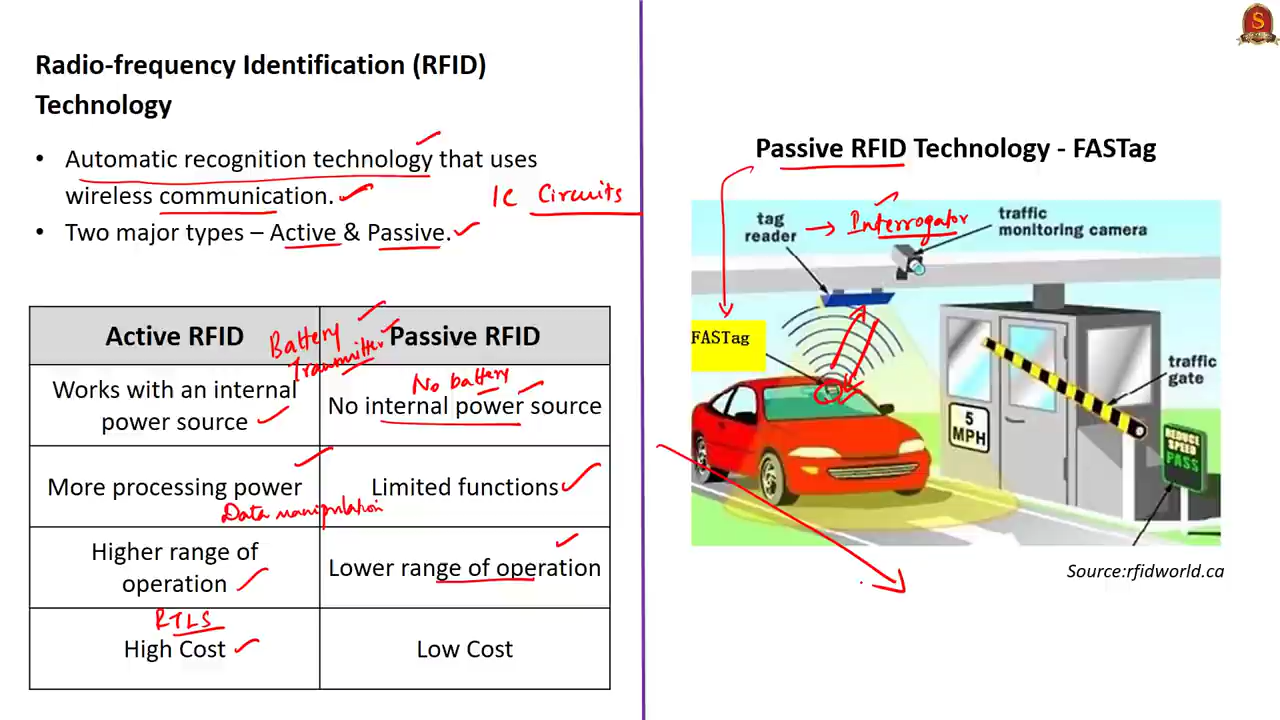 Radio-frequency Identification (RFID)
Technology
• Automatic recognition technology that uses
wireless communication.
IC Circuits
• Two major types – Active & Passive.
Active RFID
Passive RFID
Battery
Transmitter
Works with an internal
power source
No battery
No internal power source
More processing power
Limited functions
Data manipulation
Higher range of
operation
Lower range of operation
RTLS
High Cost
Low Cost
S
Passive RFID Technology - FASTag
tag
reader
Interrogator
traffic
monitoring camera
FASTag
traffic
gate
5
MPH
REDUCE
SPEED
PASS
Source:rfidworld.ca